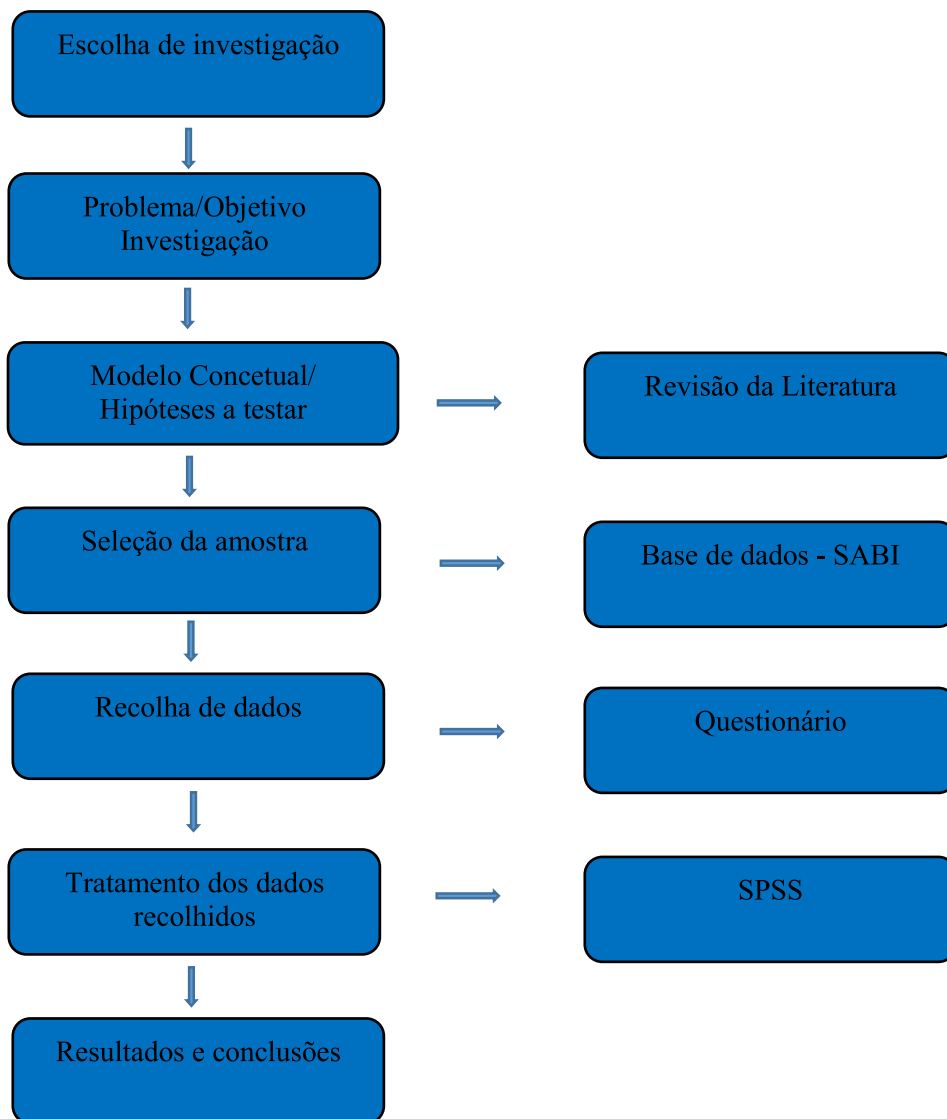 Escolha de investigação
Problema/Objetivo
Investigação
Modelo Concetual/
Hipóteses a testar
Revisão da Literatura
Seleção da amostra
Base de dados - SABI
Recolha de dados
Questionário
Tratamento dos dados
recolhidos
SPSS
Resultados e conclusões